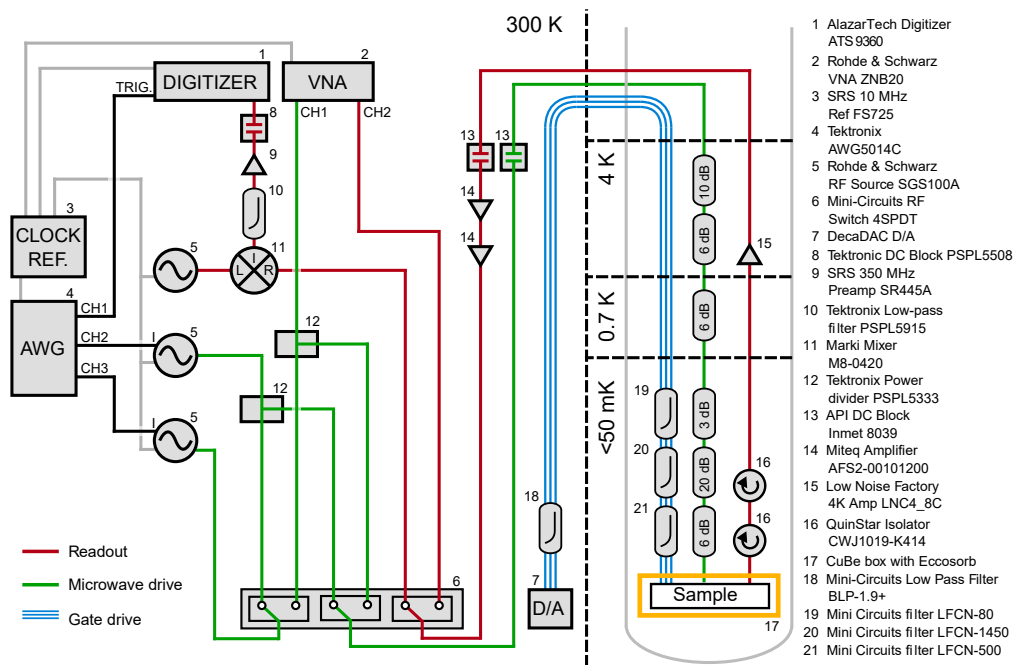 300 K
1
2
DIGITIZER
VNA
TRIG.
CH1
CH2
8
13
13
9
10
14
14
15
4 K
10 dB
6 dB
3
CLOCK
REF.
5
11
I
L
R
4
AWG
CH1
CH2
CH3
I
5
12
0.7 K
6 dB
12
I
5
<50 mK
19
3 dB
20
20 dB
16
18
21
6 dB
16
Readout
Microwave drive
Gate drive
6
7
D/A
Sample
17
1 AlazarTech Digitizer
ATS 9360
2 Rohde & Schwarz
VNA ZNB20
3 SRS 10 MHz
Ref FS725
4 Tektronix
AWG5014C
5 Rohde & Schwarz
RF Source SGS100A
6 Mini-Circuits RF
Switch 4SPDT
7 DecaDAC D/A
8 Tektronic DC Block PSPL5508
9 SRS 350 MHz
Preamp SR445A
10 Tektronix Low-pass
filter PSPL5915
11 Marki Mixer
M8-0420
12 Tektronix Power
divider PSPL5333
13 API DC Block
Inmet 8039
14 Miteq Amplifier
AFS2-00101200
15 Low Noise Factory
4K Amp LNC4_8C
16 QuinStar Isolator
CWJ1019-K414
17 CuBe box with Eccosorb
18 Mini-Circuits Low Pass Filter
BLP-1.9+
19 Mini Circuits filter LFCN-80
20 Mini Circuits filter LFCN-1450
21 Mini Circuits filter LFCN-500